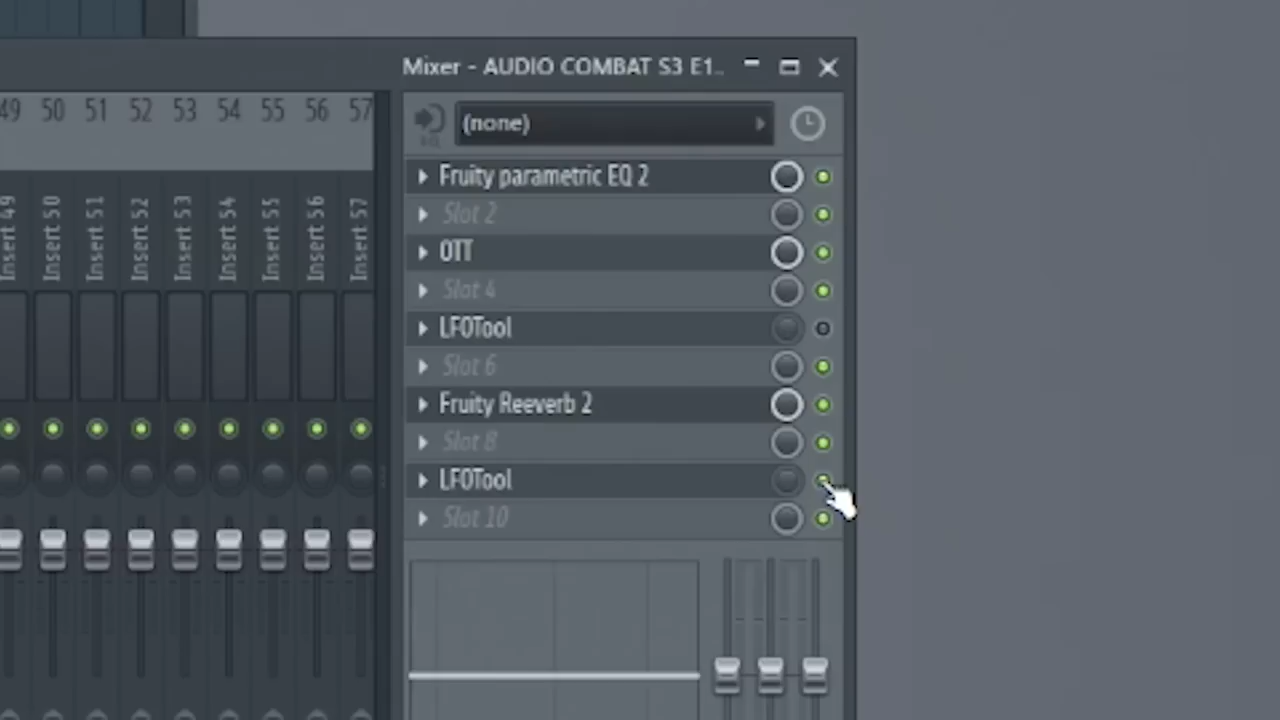 Mixer - AUDIO COMBAT S3 E1..
49 50 51 52 53 54 55 56 57
(none)
Fruity parametric EQ 2
Slot 2
OTT
Slot 4
LFOTool
Slot 6
Fruity Reeverb 2
Slot 8
LFOTool
Slot 10
Insert 49
Insert 50
Insert 51
Insert 52
Insert 53
Insert 54
Insert 55
Insert 56
Insert 57